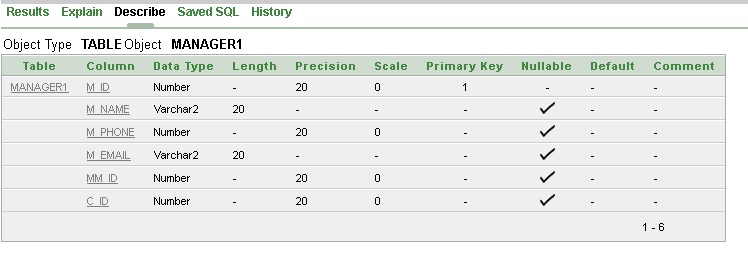 Results Explain Describe Saved SQL History
Object Type TABLE Object MANAGER1
Table Column Data Type Length Precision Scale Primary Key Nullable Default Comment
MANAGER1 M_ID Number - 20 0 1 - - -
M_NAME Varchar2 20 - - - ✓ - -
M_PHONE Number - 20 0 - ✓ - -
M_EMAIL Varchar2 20 - - - ✓ - -
MM_ID Number - 20 0 - ✓ - -
C_ID Number - 20 0 - ✓ - -
1 - 6